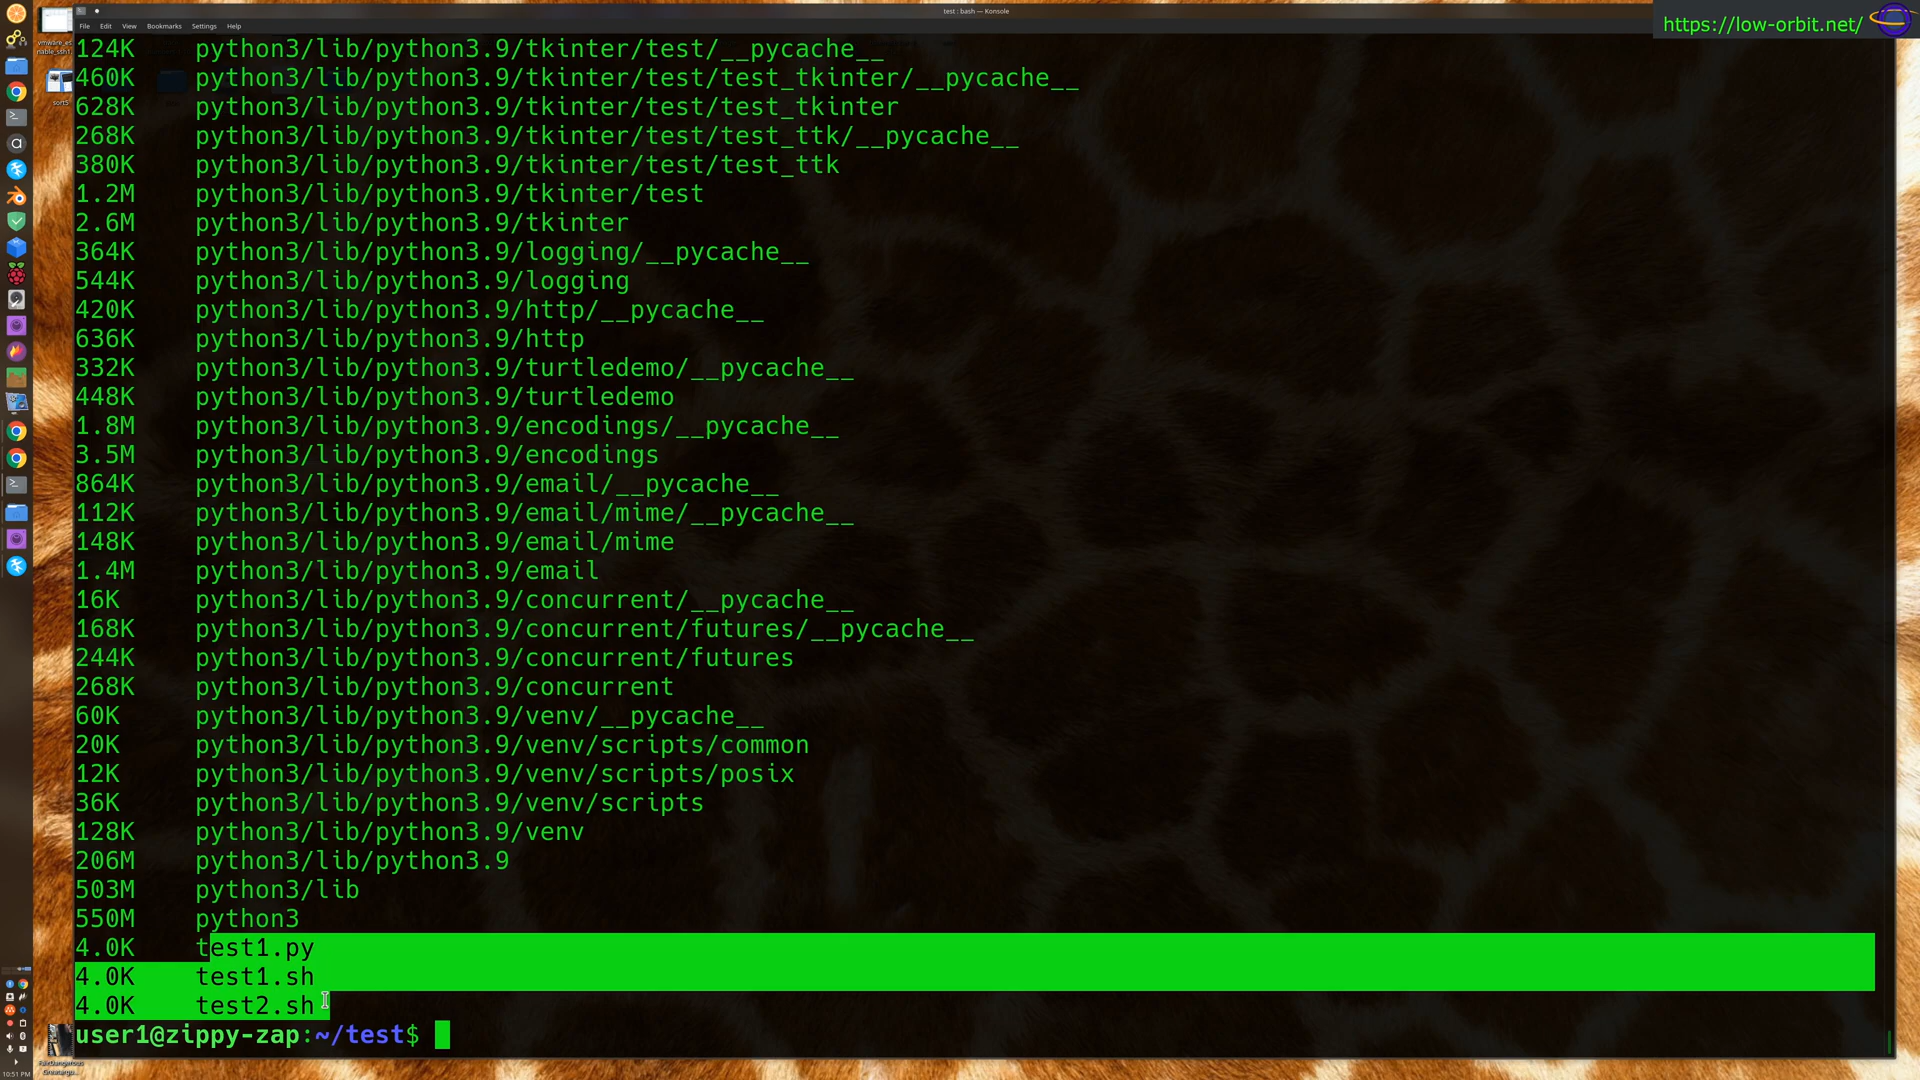 test : bash — Konsole
https://low-orbit.net/
File Edit View Bookmarks Settings Help
124K python3/lib/python3.9/tkinter/test/__pycache__
460K python3/lib/python3.9/tkinter/test/test_tkinter/__pycache__
628K python3/lib/python3.9/tkinter/test/test_tkinter
268K python3/lib/python3.9/tkinter/test/test_ttk/__pycache__
380K python3/lib/python3.9/tkinter/test/test_ttk
1.2M python3/lib/python3.9/tkinter/test
2.6M python3/lib/python3.9/tkinter
364K python3/lib/python3.9/logging/__pycache__
544K python3/lib/python3.9/logging
420K python3/lib/python3.9/http/__pycache__
636K python3/lib/python3.9/http
332K python3/lib/python3.9/turtledemo/__pycache__
448K python3/lib/python3.9/turtledemo
1.8M python3/lib/python3.9/encodings/__pycache__
3.5M python3/lib/python3.9/encodings
864K python3/lib/python3.9/email/__pycache__
112K python3/lib/python3.9/email/mime/__pycache__
148K python3/lib/python3.9/email/mime
1.4M python3/lib/python3.9/email
16K python3/lib/python3.9/concurrent/__pycache__
168K python3/lib/python3.9/concurrent/futures/__pycache__
244K python3/lib/python3.9/concurrent/futures
268K python3/lib/python3.9/concurrent
60K python3/lib/python3.9/venv/__pycache__
20K python3/lib/python3.9/venv/scripts/common
12K python3/lib/python3.9/venv/scripts/posix
36K python3/lib/python3.9/venv/scripts
128K python3/lib/python3.9/venv
206M python3/lib/python3.9
503M python3/lib
550M python3
4.0K test1.py
4.0K test1.sh
4.0K test2.sh
user1@zippy-zap:~/test$
10:51 PM